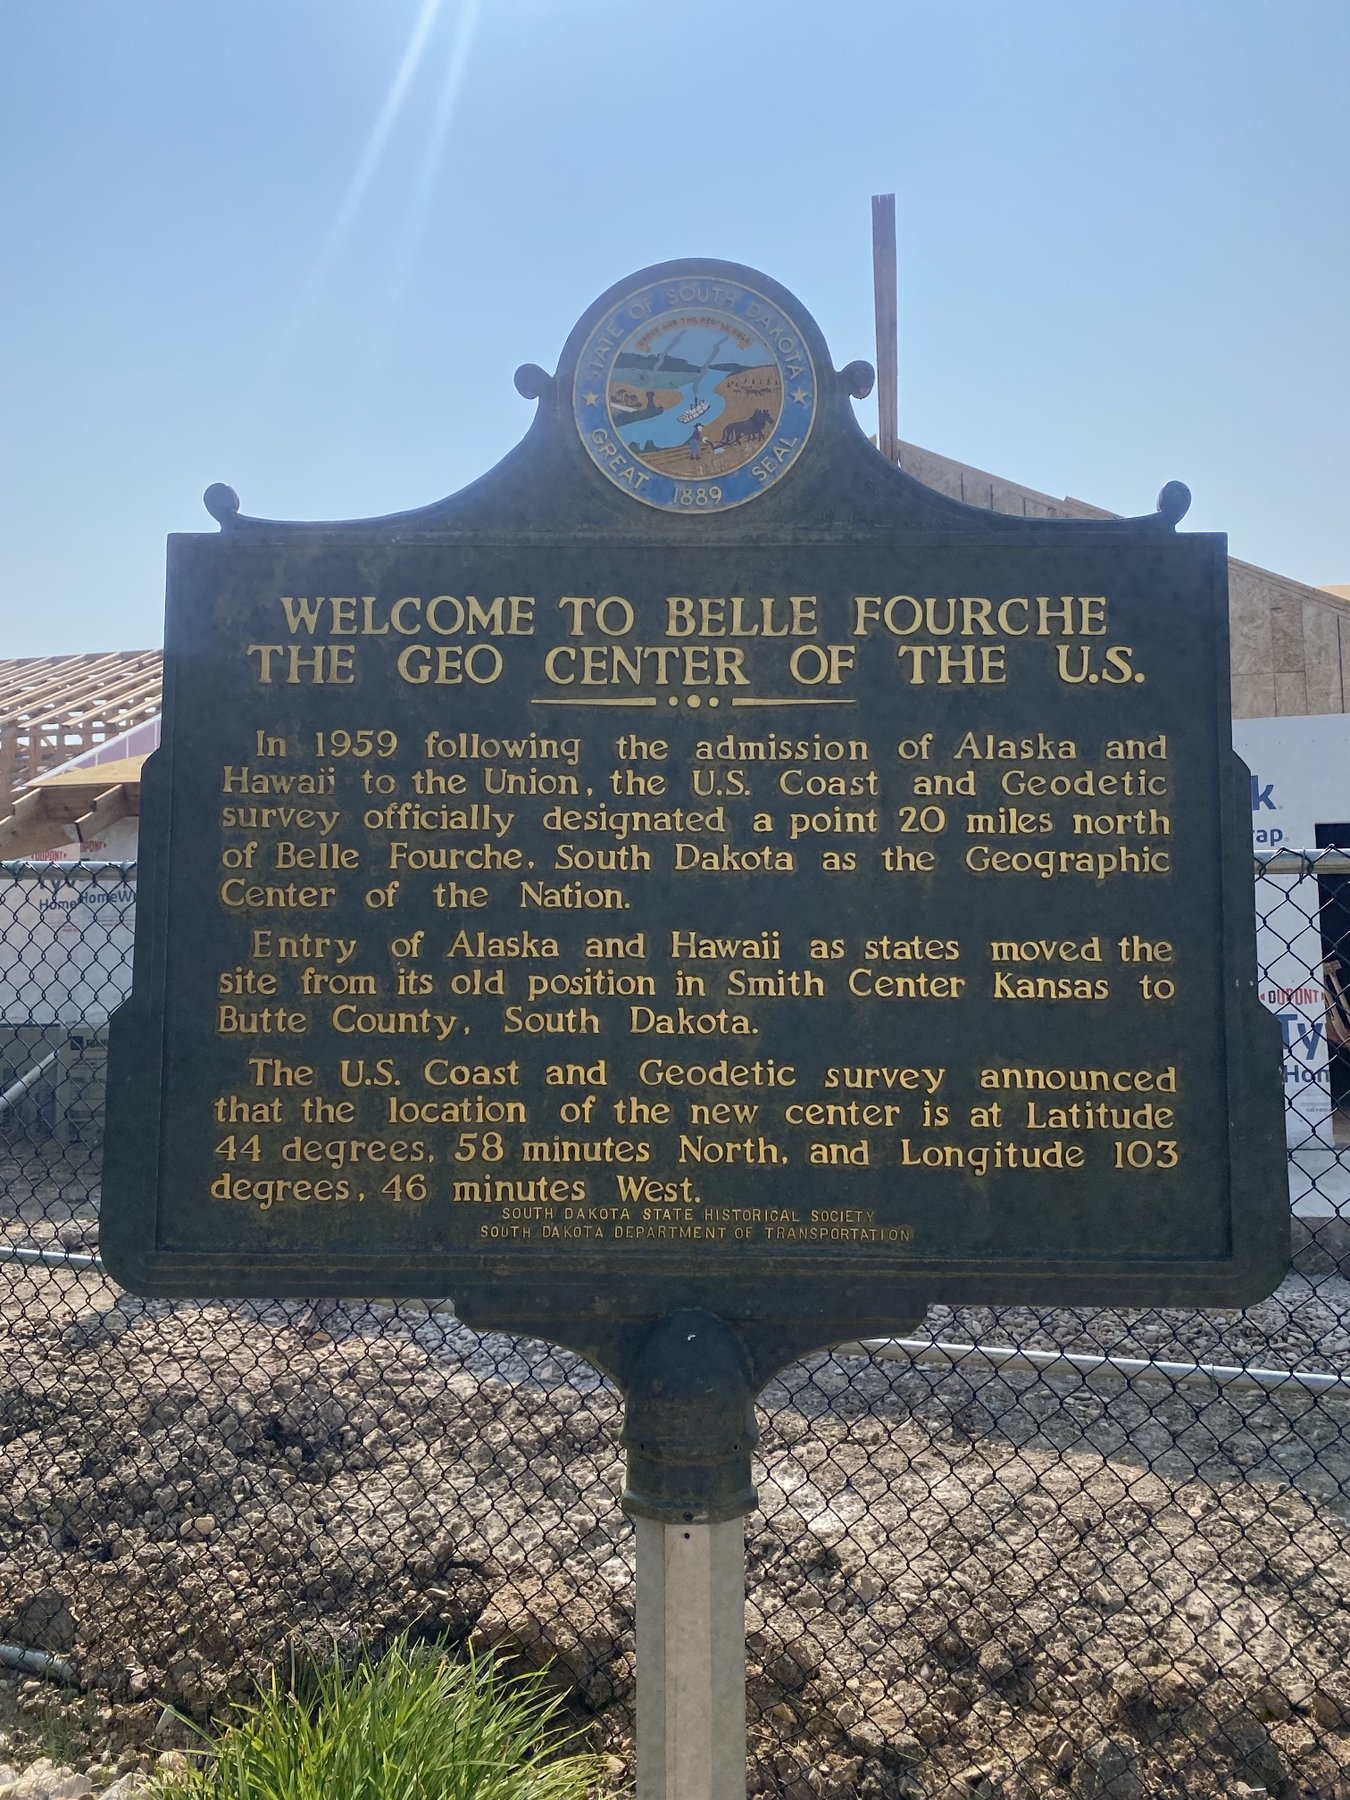 STATE OF SOUTH DAKOTA
UNDER GOD THE PEOPLE RULE
GREAT SEAL
1889
WELCOME TO BELLE FOURCHE
THE GEO CENTER OF THE U.S.
In 1959 following the admission of Alaska and
Hawaii to the Union, the U.S. Coast and Geodetic
survey officially designated a point 20 miles north
of Belle Fourche, South Dakota as the Geographic
Center of the Nation.
Entry of Alaska and Hawaii as states moved the
site from its old position in Smith Center Kansas to
Butte County, South Dakota.
The U.S. Coast and Geodetic survey announced
that the location of the new center is at Latitude
44 degrees, 58 minutes North, and Longitude 103
degrees, 46 minutes West.
SOUTH DAKOTA STATE HISTORICAL SOCIETY
SOUTH DAKOTA DEPARTMENT OF TRANSPORTATION
DUPONT
HomeW
k
rap
DUPONT
Ty
Hom